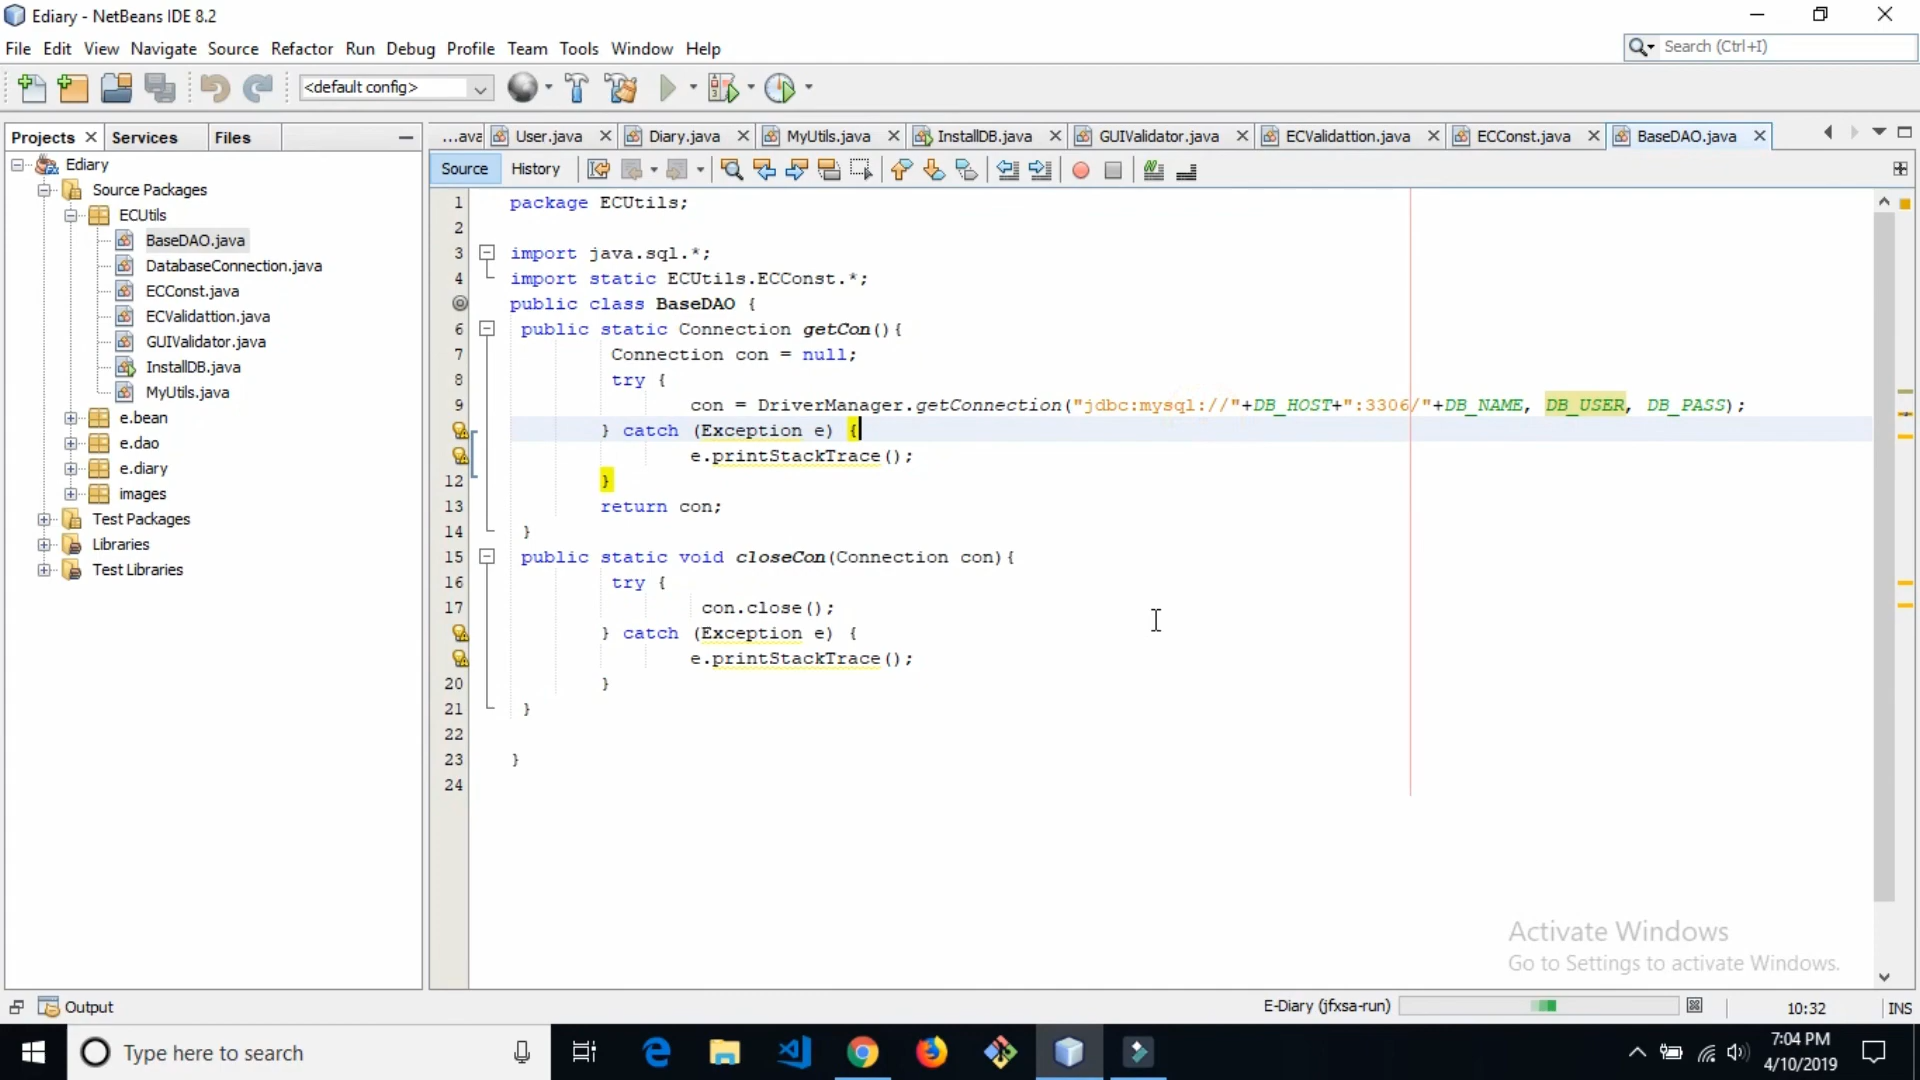 Ediary - NetBeans IDE 8.2
File Edit View Navigate Source Refactor Run Debug Profile Team Tools Window Help
Search (Ctrl+I)
<default config>
Projects Services Files
...ava User.java Diary.java MyUtils.java InstallDB.java GUIValidator.java ECValidattion.java ECConst.java BaseDAO.java
Source History
Ediary
Source Packages
ECUtils
BaseDAO.java
DatabaseConnection.java
ECConst.java
ECValidattion.java
GUIValidator.java
InstallDB.java
MyUtils.java
e.bean
e.dao
e.diary
images
Test Packages
Libraries
Test Libraries
1 package ECUtils;
2
3 import java.sql.*;
4 import static ECUtils.ECConst.*;
public class BaseDAO {
6 public static Connection getCon(){
7 Connection con = null;
8 try {
9 con = DriverManager.getConnection("jdbc:mysql://"+DB_HOST+":3306/"+DB_NAME, DB_USER, DB_PASS);
} catch (Exception e) {
e.printStackTrace();
12 }
13 return con;
14 }
15 public static void closeCon(Connection con){
16 try {
17 con.close();
} catch (Exception e) {
e.printStackTrace();
20 }
21 }
22
23 }
24
Activate Windows
Go to Settings to activate Windows.
Output
E-Diary (jfxsa-run)
10:32
INS
Type here to search
7:04 PM
4/10/2019